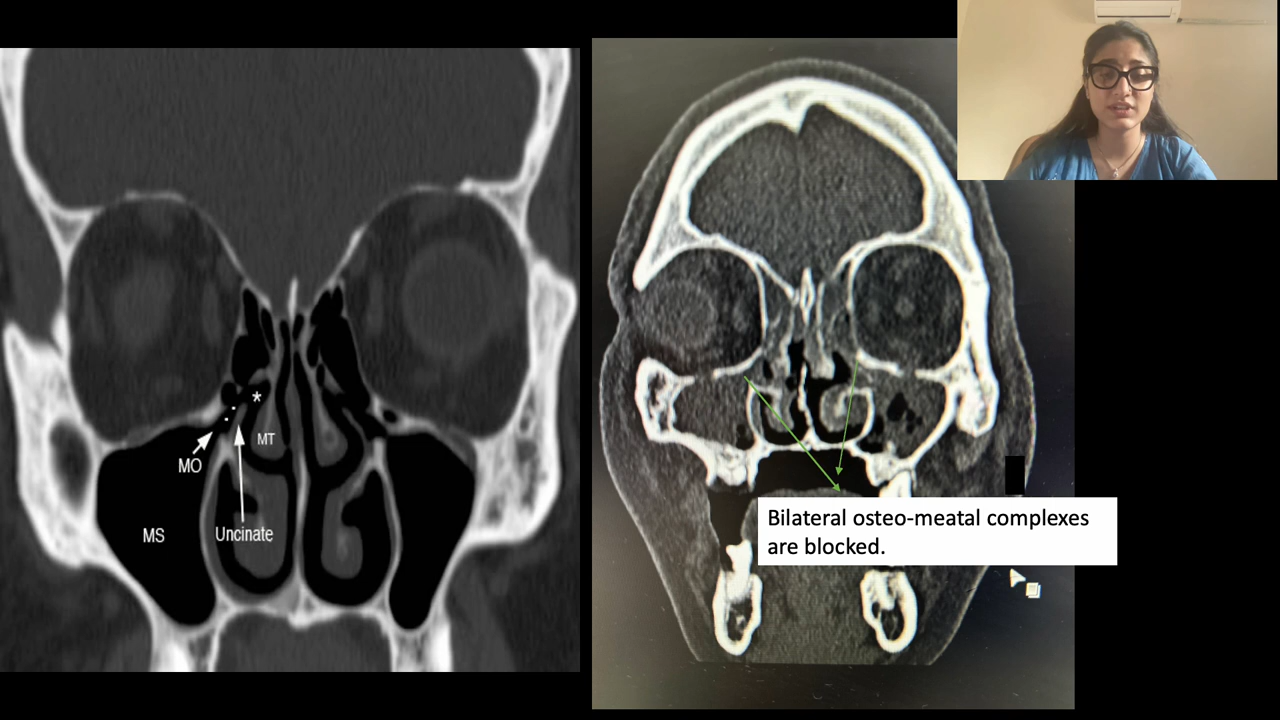 *
MT
MO
MS
Uncinate
Bilateral osteo-meatal complexes
are blocked.